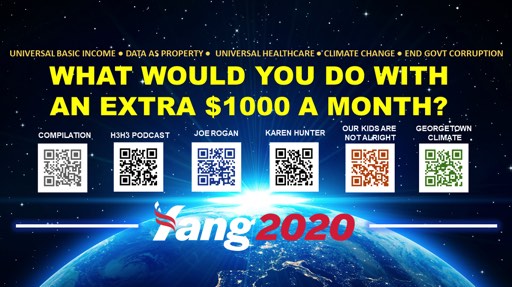 UNIVERSAL BASIC INCOME ● DATA AS PROPERTY ● UNIVERSAL HEALTHCARE ● CLIMATE CHANGE ● END GOVT CORRUPTION
WHAT WOULD YOU DO WITH
AN EXTRA $1000 A MONTH?
COMPILATION
H3H3 PODCAST
JOE ROGAN
KAREN HUNTER
OUR KIDS ARE
NOT ALRIGHT
GEORGETOWN
CLIMATE
Yang2020